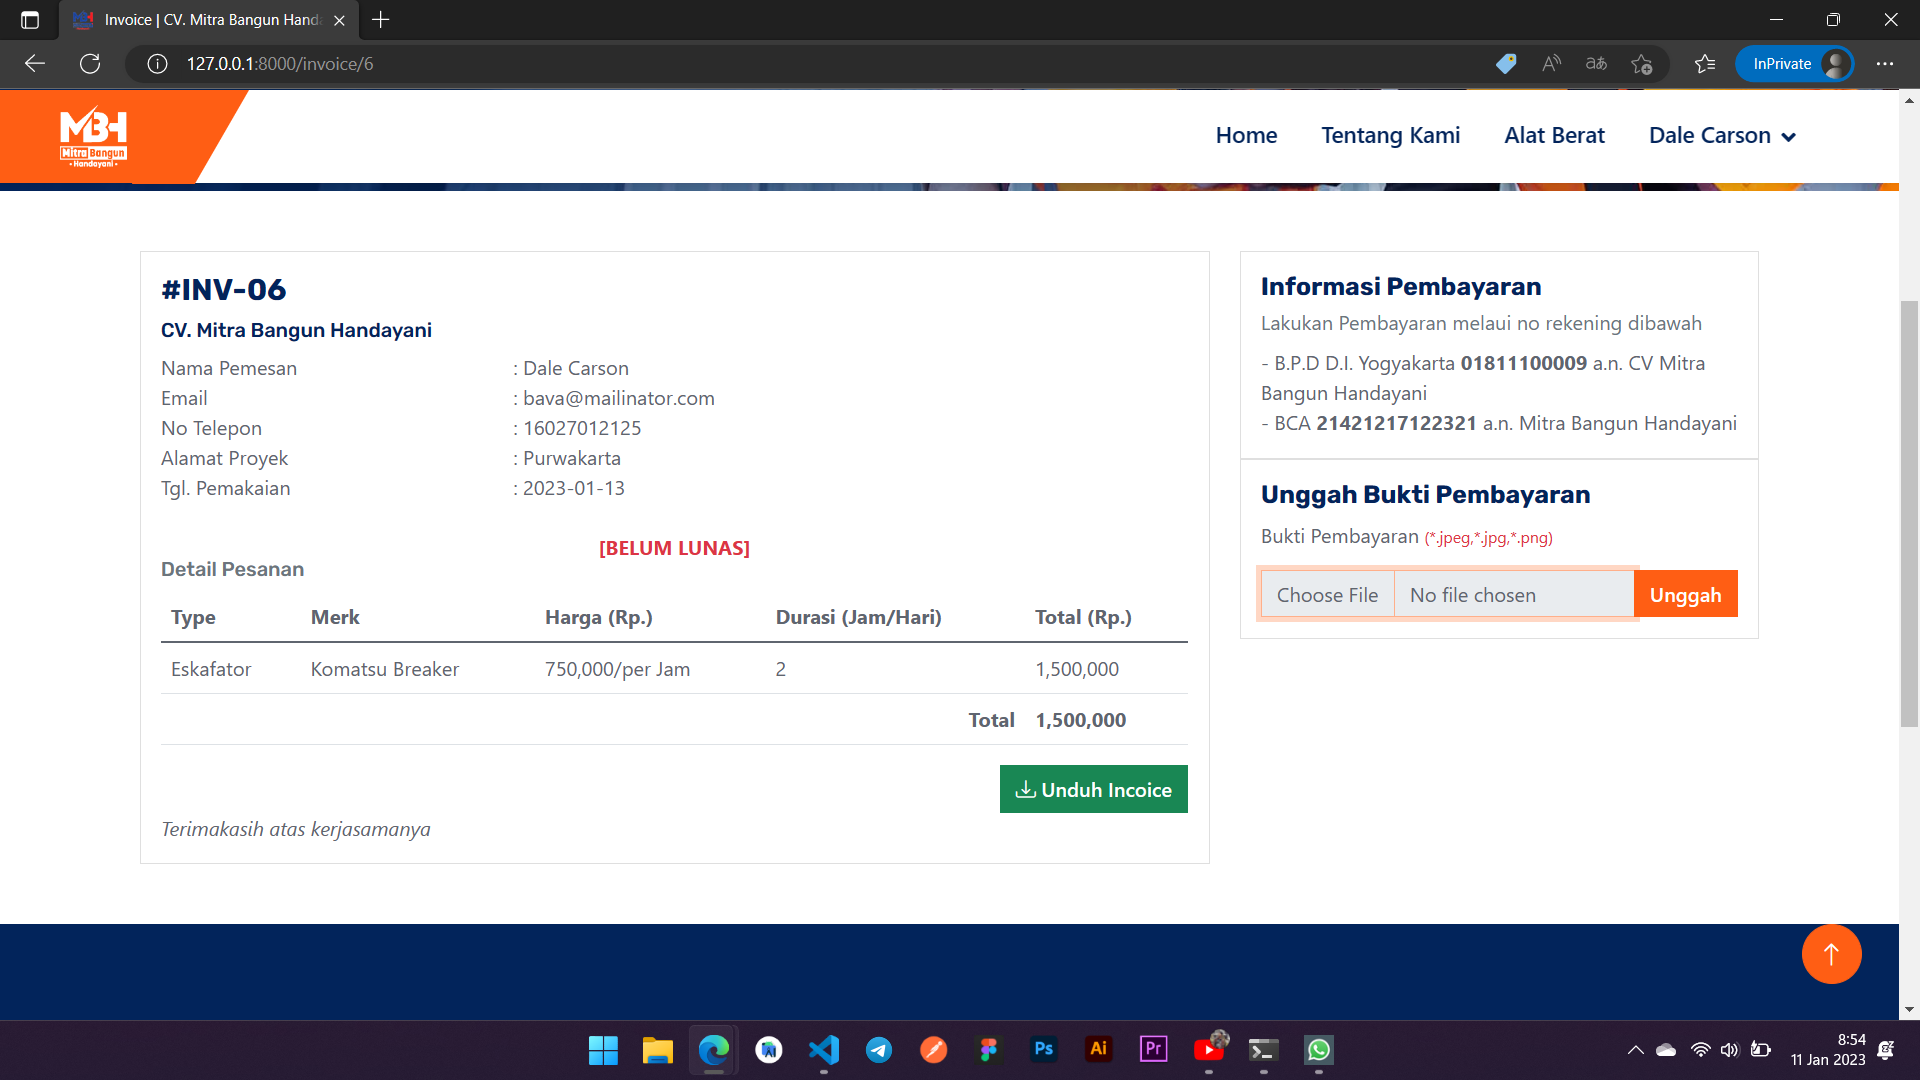 Invoice | CV. Mitra Bangun Hand
127.0.0.1:8000/invoice/6
InPrivate
MBH
Mitra Bangun
Handayani
Home
Tentang Kami
Alat Berat
Dale Carson
#INV-06
CV. Mitra Bangun Handayani
Nama Pemesan : Dale Carson
Email : bava@mailinator.com
No Telepon : 16027012125
Alamat Proyek : Purwakarta
Tgl. Pemakaian : 2023-01-13
[BELUM LUNAS]
Detail Pesanan
Type Merk Harga (Rp.) Durasi (Jam/Hari) Total (Rp.)
Eskafator Komatsu Breaker 750,000/per Jam 2 1,500,000
Total 1,500,000
Unduh Incoice
Terimakasih atas kerjasamanya
Informasi Pembayaran
Lakukan Pembayaran melaui no rekening dibawah
- B.P.D D.I. Yogyakarta 01811100009 a.n. CV Mitra
Bangun Handayani
- BCA 21421217122321 a.n. Mitra Bangun Handayani
Unggah Bukti Pembayaran
Bukti Pembayaran (*.jpeg,*.jpg,*.png)
Choose File No file chosen Unggah
Ps
Ai
Pr
8:54
11 Jan 2023